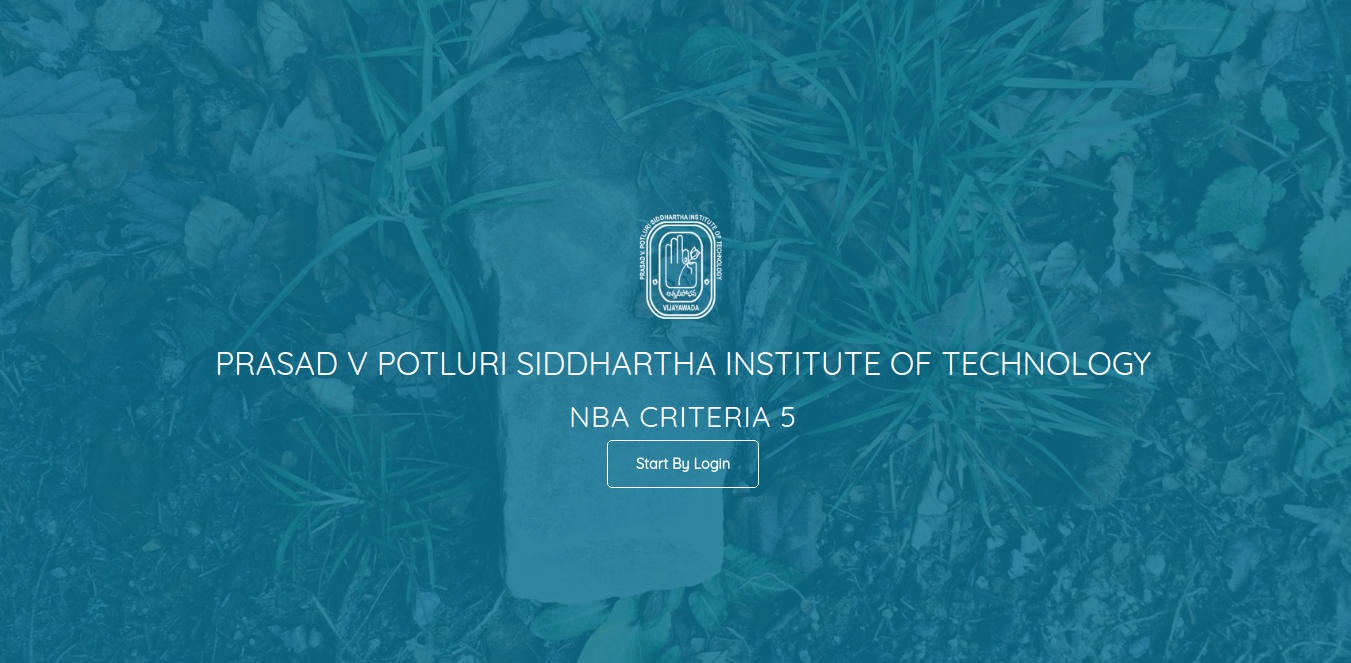 PRASAD V. POTLURI SIDDHARTHA INSTITUTE OF TECHNOLOGY
VIJAYAWADA
PRASAD V POTLURI SIDDHARTHA INSTITUTE OF TECHNOLOGY
NBA CRITERIA 5
Start By Login